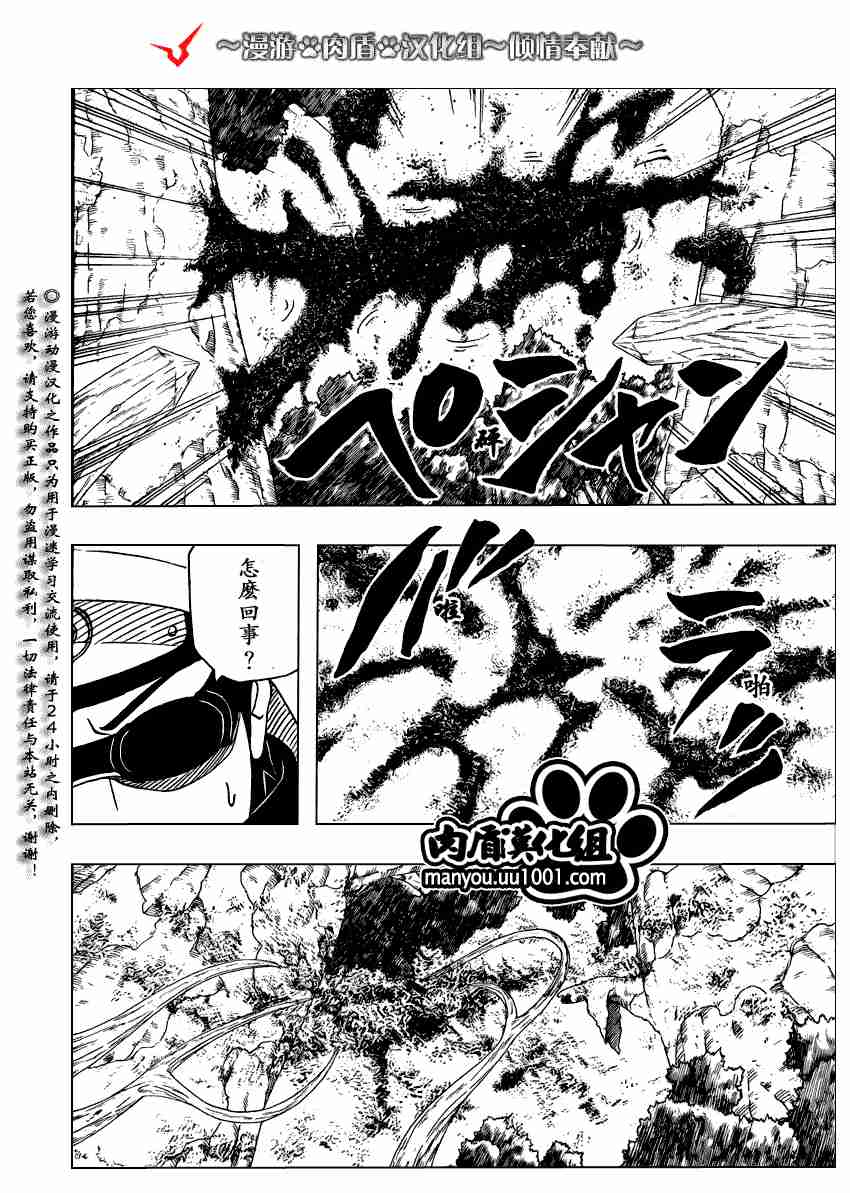 ～漫游肉盾汉化组～倾情奉献～
ペシャン
砰
バッ
唯
ラッ
啪
怎麼回事？
肉盾漢化組
manyou.uu1001.com
◎漫游动漫汉化之作品只为用于漫迷学习交流使用，请于24小时之内删除，
若您喜欢，请支持购买正版，勿盗用谋取私利，一切法律责任与本站无关，谢谢！